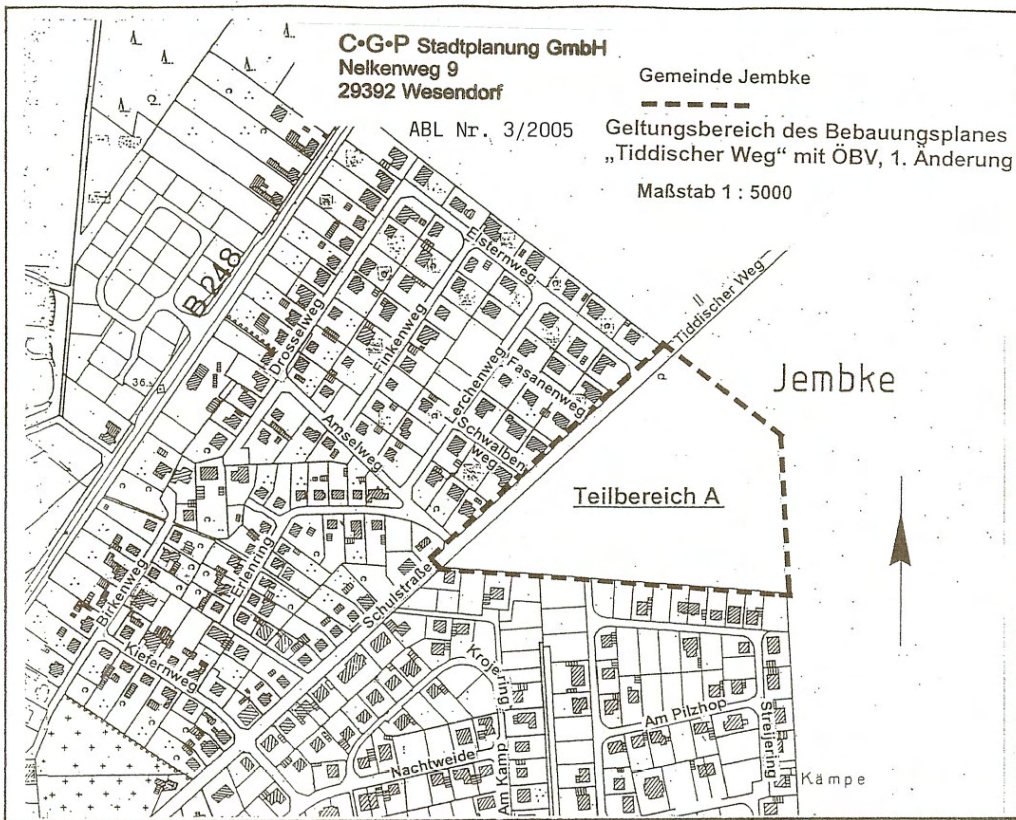 C•G•P Stadtplanung GmbH
Nelkenweg 9
29392 Wesendorf
ABL Nr. 3/2005
Gemeinde Jembke
Geltungsbereich des Bebauungsplanes
„Tiddischer Weg“ mit ÖBV, 1. Änderung
Maßstab 1 : 5000
B 248
Elsternweg
Tiddischer Weg
Drosselweg
Finkenweg
Lerchenweg
Fasanenweg
Schwalben-
weg
Jembke
Amselweg
36.
Teilbereich A
Birkenweg
Erlenring
Schulstraße
Kiefernweg
Krojering
Am Pilzhop
Streijering
Nachtweide
Am Kamp
Kämpe